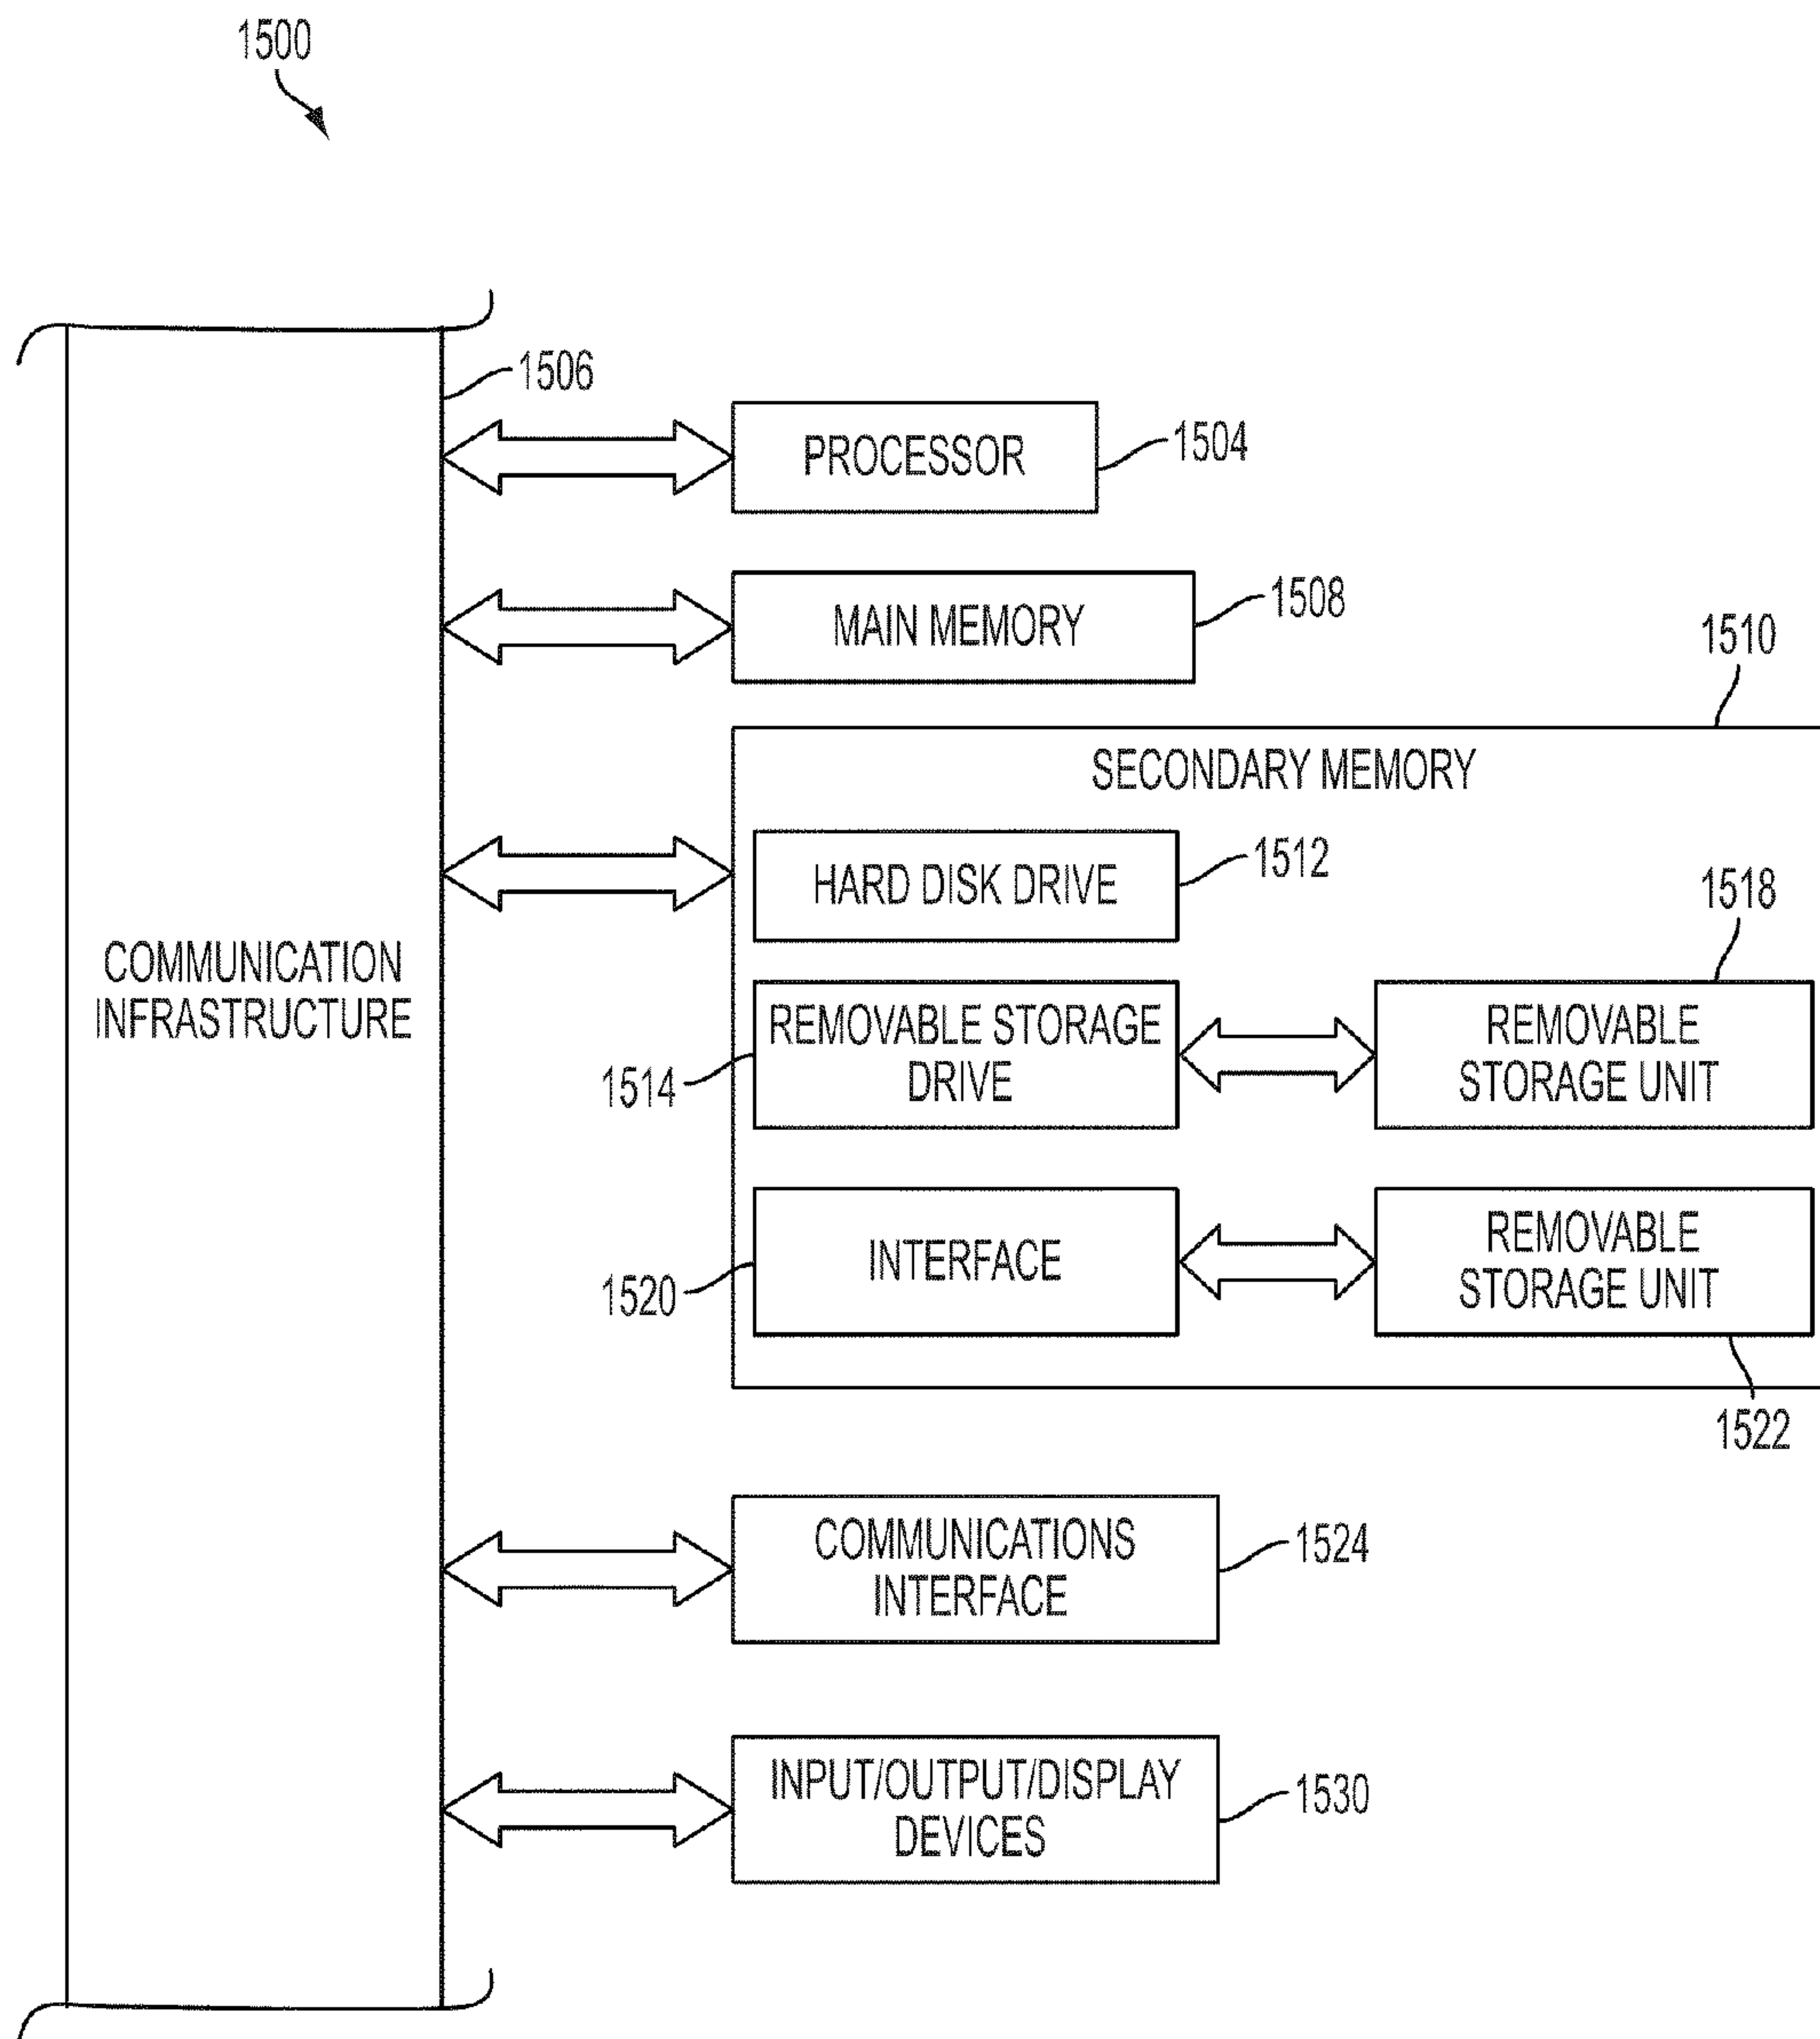 1500
1506
PROCESSOR
1504
MAIN MEMORY
1508
1510
SECONDARY MEMORY
HARD DISK DRIVE
1512
1518
COMMUNICATION
INFRASTRUCTURE
REMOVABLE STORAGE
DRIVE
1514
REMOVABLE
STORAGE UNIT
INTERFACE
1520
REMOVABLE
STORAGE UNIT
1522
COMMUNICATIONS
INTERFACE
1524
INPUT/OUTPUT/DISPLAY
DEVICES
1530